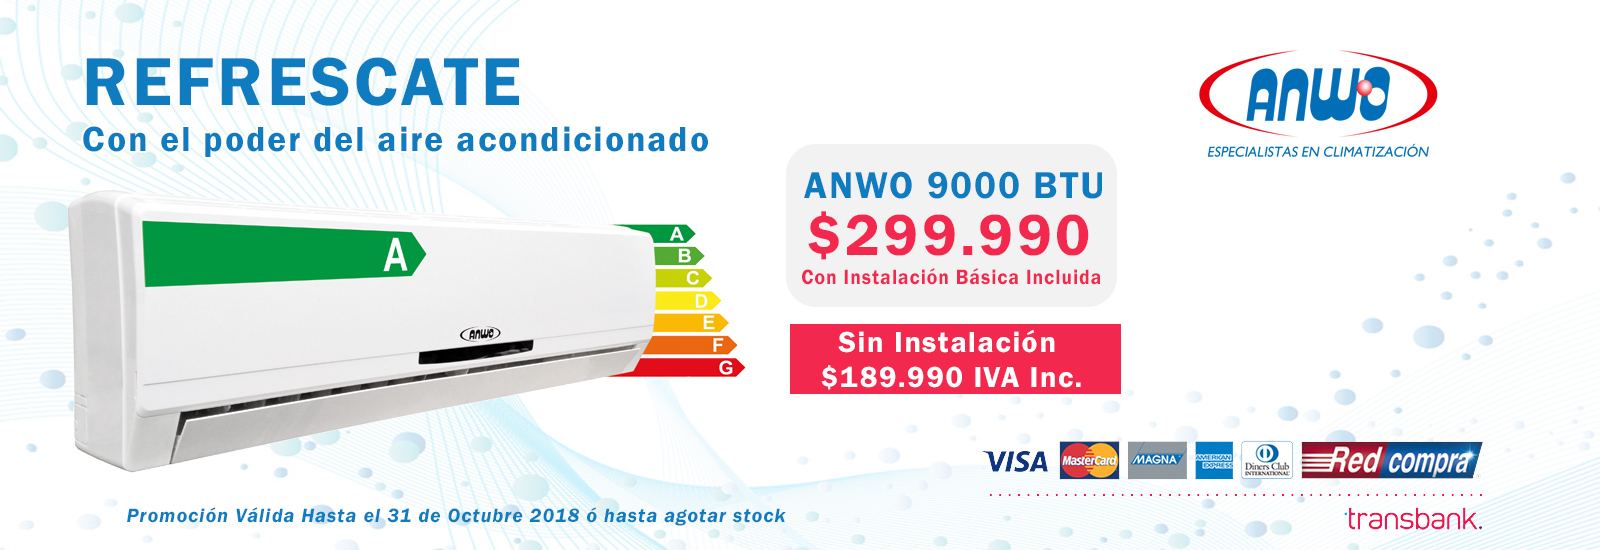 REFRESCATE
Con el poder del aire acondicionado
ANWO
ESPECIALISTAS EN CLIMATIZACIÓN
ANWO 9000 BTU
$299.990
Con Instalación Básica Incluida
Sin Instalación
$189.990 IVA Inc.
A
A
B
C
D
E
F
G
ANWO
VISA
MasterCard
MAGNA
AMERICAN EXPRESS
Diners Club
INTERNATIONAL
Red compra
transbank.
Promoción Válida Hasta el 31 de Octubre 2018 ó hasta agotar stock